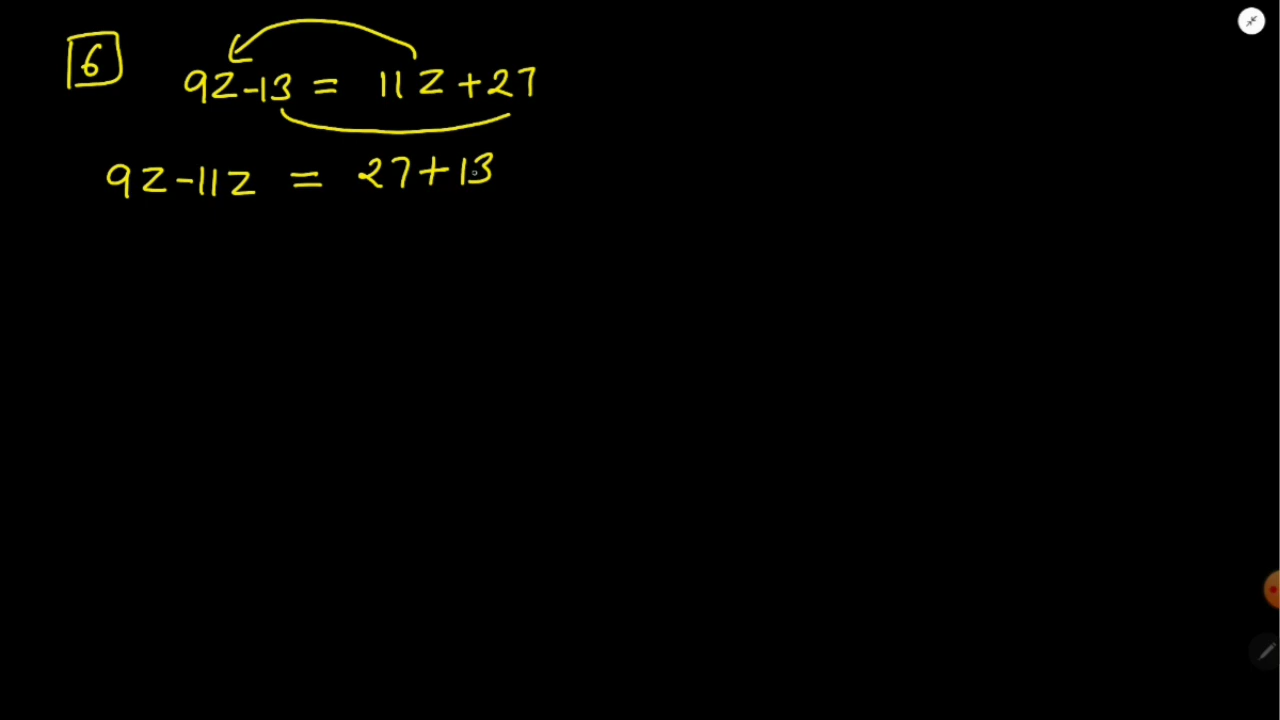 6 9z-13 = 11z+27
9z-11z = 27+13